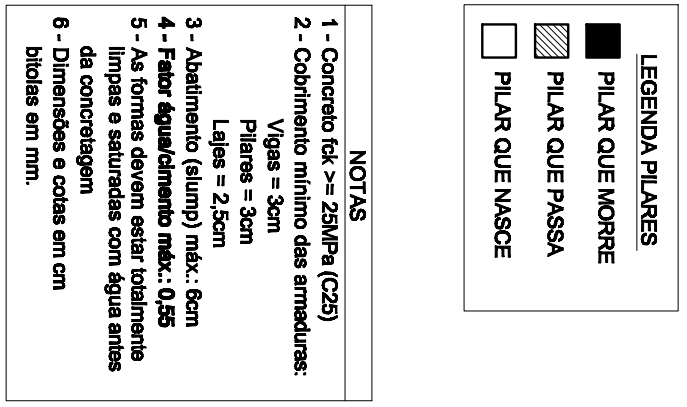 LEGENDA PILARES
PILAR QUE MORRE
PILAR QUE PASSA
PILAR QUE NASCE
NOTAS
1 - Concreto fck >= 25MPa (C25)
2 - Cobrimento mínimo das armaduras:
Vigas = 3cm
Pilares = 3cm
Lajes = 2,5cm
3 - Abatimento (slump) máx.: 6cm
4 - Fator água/cimento máx.: 0,55
5 - As formas devem estar totalmente
limpas e saturadas com água antes
da concretagem
6 - Dimensões e cotas em cm
bitolas em mm.